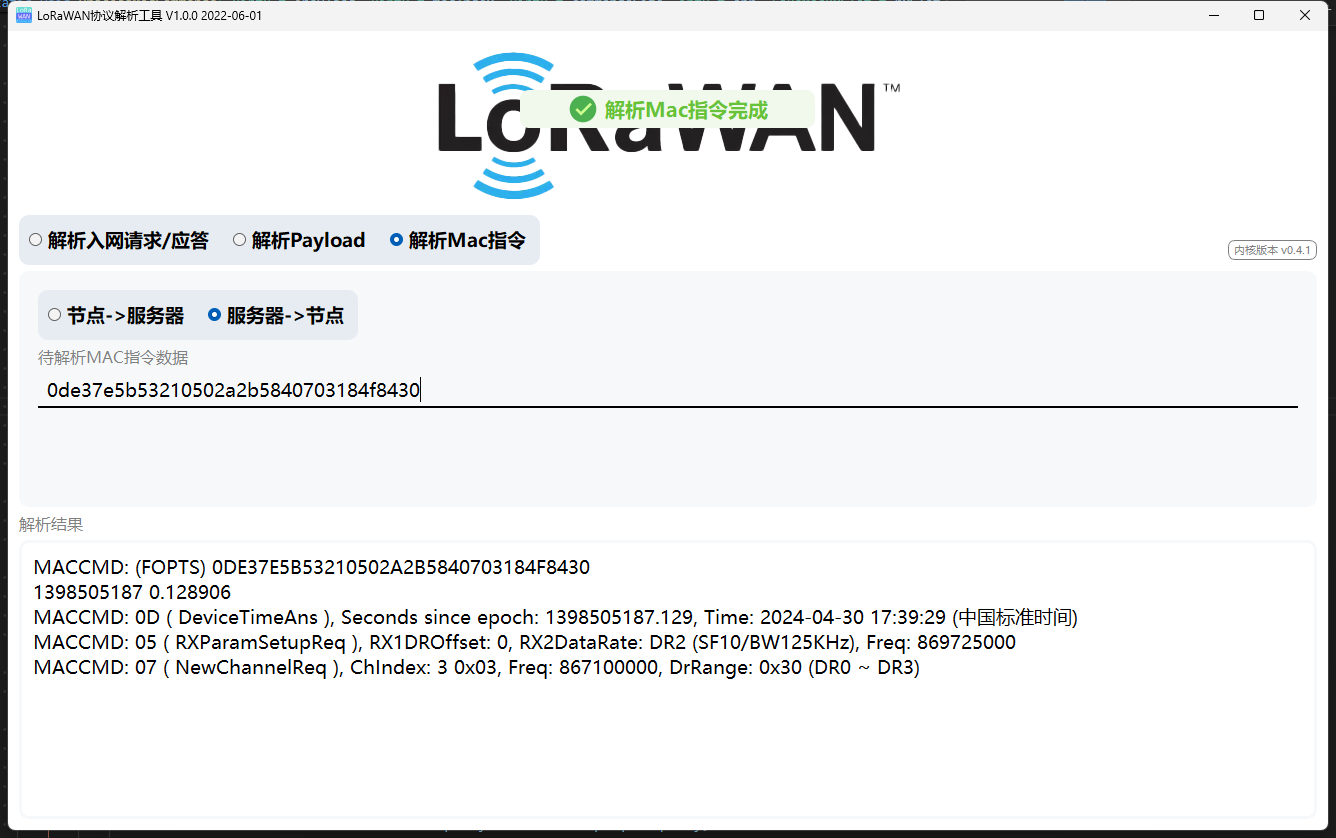 LoRaWAN协议解析工具 V1.0.0 2022-06-01
LoRaWAN™
解析Mac指令完成
解析入网请求/应答 解析Payload 解析Mac指令
内核版本 v0.4.1
节点->服务器 服务器->节点
待解析MAC指令数据
0de37e5b53210502a2b5840703184f8430
解析结果
MACCMD: (FOPTS) 0DE37E5B53210502A2B5840703184F8430
1398505187 0.128906
MACCMD: 0D ( DeviceTimeAns ), Seconds since epoch: 1398505187.129, Time: 2024-04-30 17:39:29 (中国标准时间)
MACCMD: 05 ( RXParamSetupReq ), RX1DROffset: 0, RX2DataRate: DR2 (SF10/BW125KHz), Freq: 869725000
MACCMD: 07 ( NewChannelReq ), ChIndex: 3 0x03, Freq: 867100000, DrRange: 0x30 (DR0 ~ DR3)